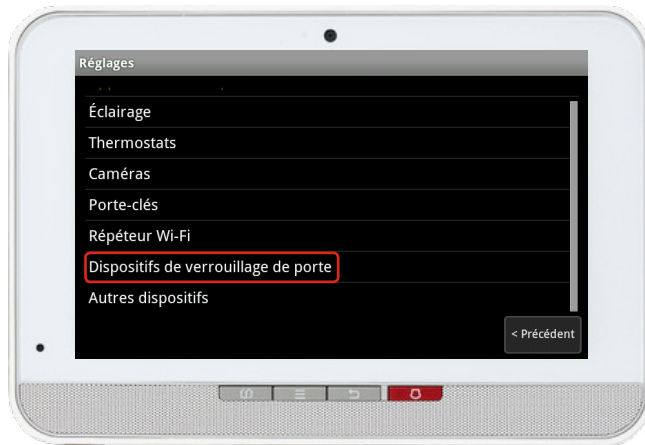 Réglages
Éclairage
Thermostats
Caméras
Porte-clés
Répéteur Wi-Fi
Dispositifs de verrouillage de porte
Autres dispositifs
< Précédent